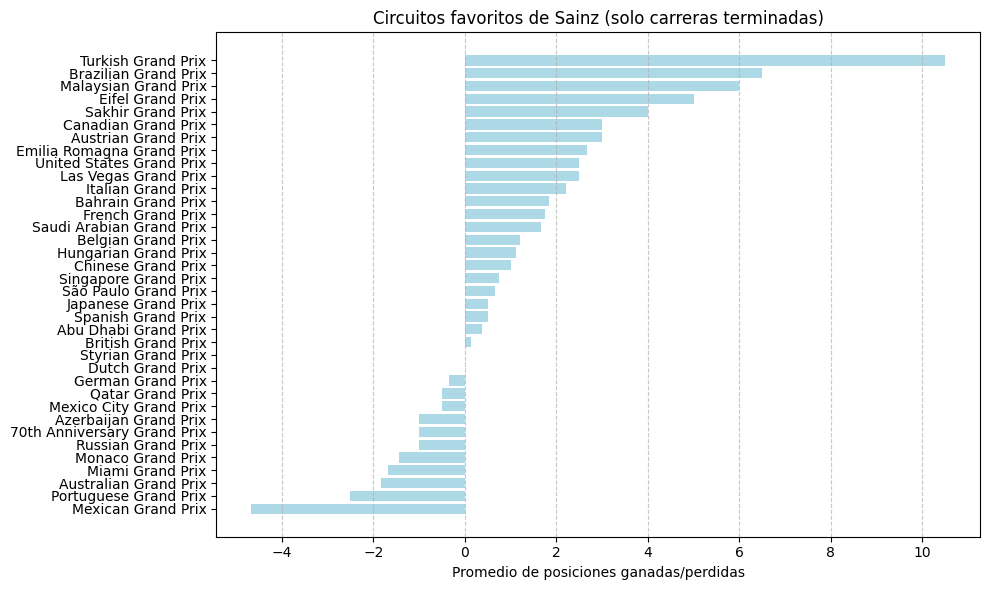 Circuitos favoritos de Sainz (solo carreras terminadas)
Turkish Grand Prix
Brazilian Grand Prix
Malaysian Grand Prix
Eifel Grand Prix
Sakhir Grand Prix
Canadian Grand Prix
Austrian Grand Prix
Emilia Romagna Grand Prix
United States Grand Prix
Las Vegas Grand Prix
Italian Grand Prix
Bahrain Grand Prix
French Grand Prix
Saudi Arabian Grand Prix
Belgian Grand Prix
Hungarian Grand Prix
Chinese Grand Prix
Singapore Grand Prix
São Paulo Grand Prix
Japanese Grand Prix
Spanish Grand Prix
Abu Dhabi Grand Prix
British Grand Prix
Styrian Grand Prix
Dutch Grand Prix
German Grand Prix
Qatar Grand Prix
Mexico City Grand Prix
Azerbaijan Grand Prix
70th Anniversary Grand Prix
Russian Grand Prix
Monaco Grand Prix
Miami Grand Prix
Australian Grand Prix
Portuguese Grand Prix
Mexican Grand Prix
−4 −2 0 2 4 6 8 10
Promedio de posiciones ganadas/perdidas